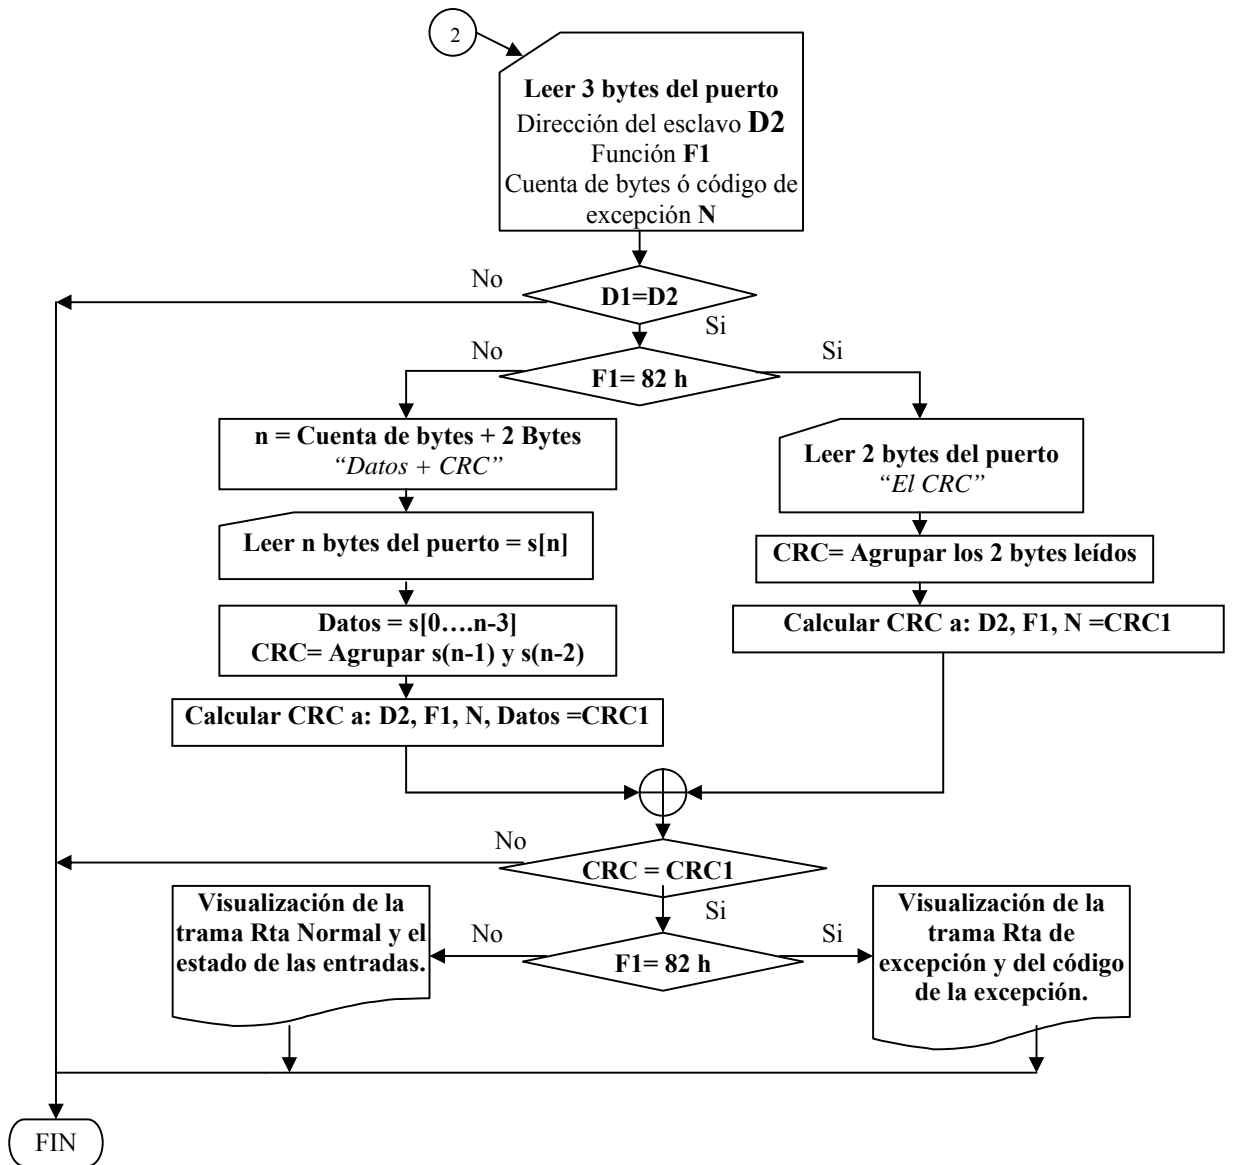 2
Leer 3 bytes del puerto
Dirección del esclavo D2
Función F1
Cuenta de bytes ó código de
excepción N
No
D1=D2
Si
No
Si
F1= 82 h
n = Cuenta de bytes + 2 Bytes
“Datos + CRC”
Leer 2 bytes del puerto
“El CRC”
Leer n bytes del puerto = s[n]
CRC= Agrupar los 2 bytes leídos
Datos = s[0….n-3]
CRC= Agrupar s(n-1) y s(n-2)
Calcular CRC a: D2, F1, N =CRC1
Calcular CRC a: D2, F1, N, Datos =CRC1
No
CRC = CRC1
Si
Visualización de la
trama Rta Normal y el
estado de las entradas.
No
F1= 82 h
Si
Visualización de la
trama Rta de
excepción y del código
de la excepción.
FIN